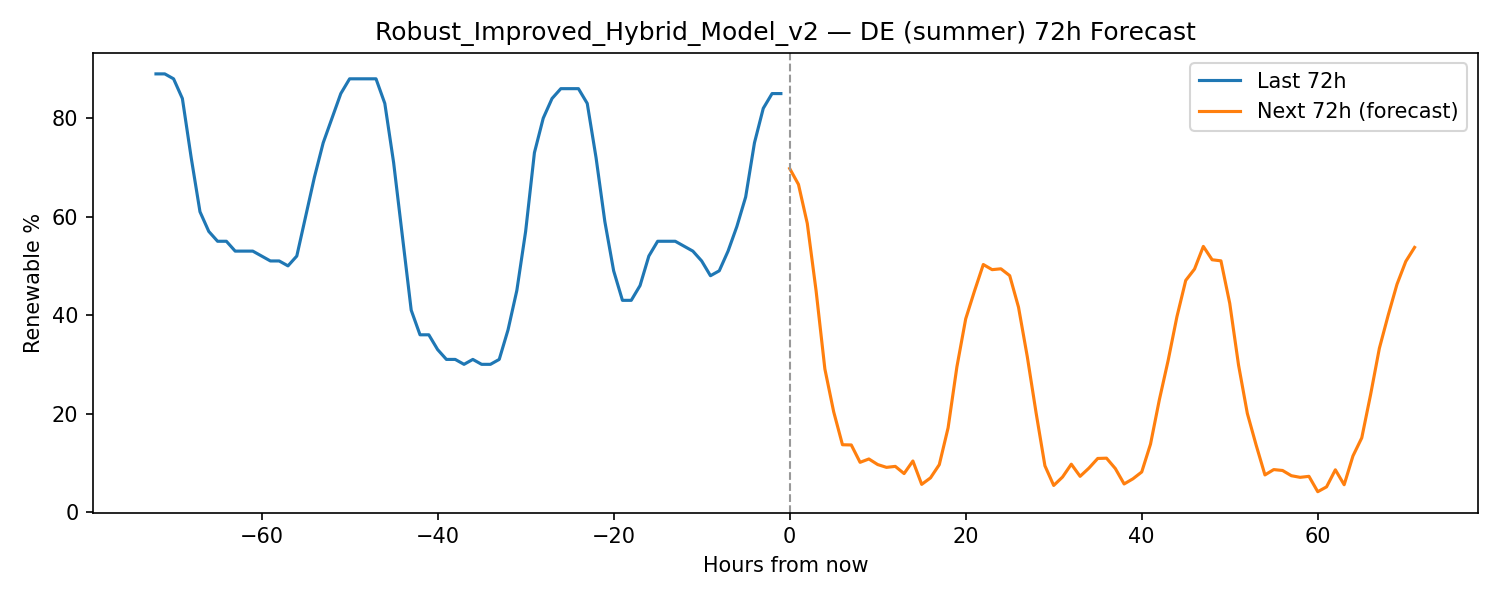 Robust_Improved_Hybrid_Model_v2 — DE (summer) 72h Forecast
Last 72h
Next 72h (forecast)
Renewable %
80
60
40
20
0
−60
−40
−20
0
20
40
60
Hours from now